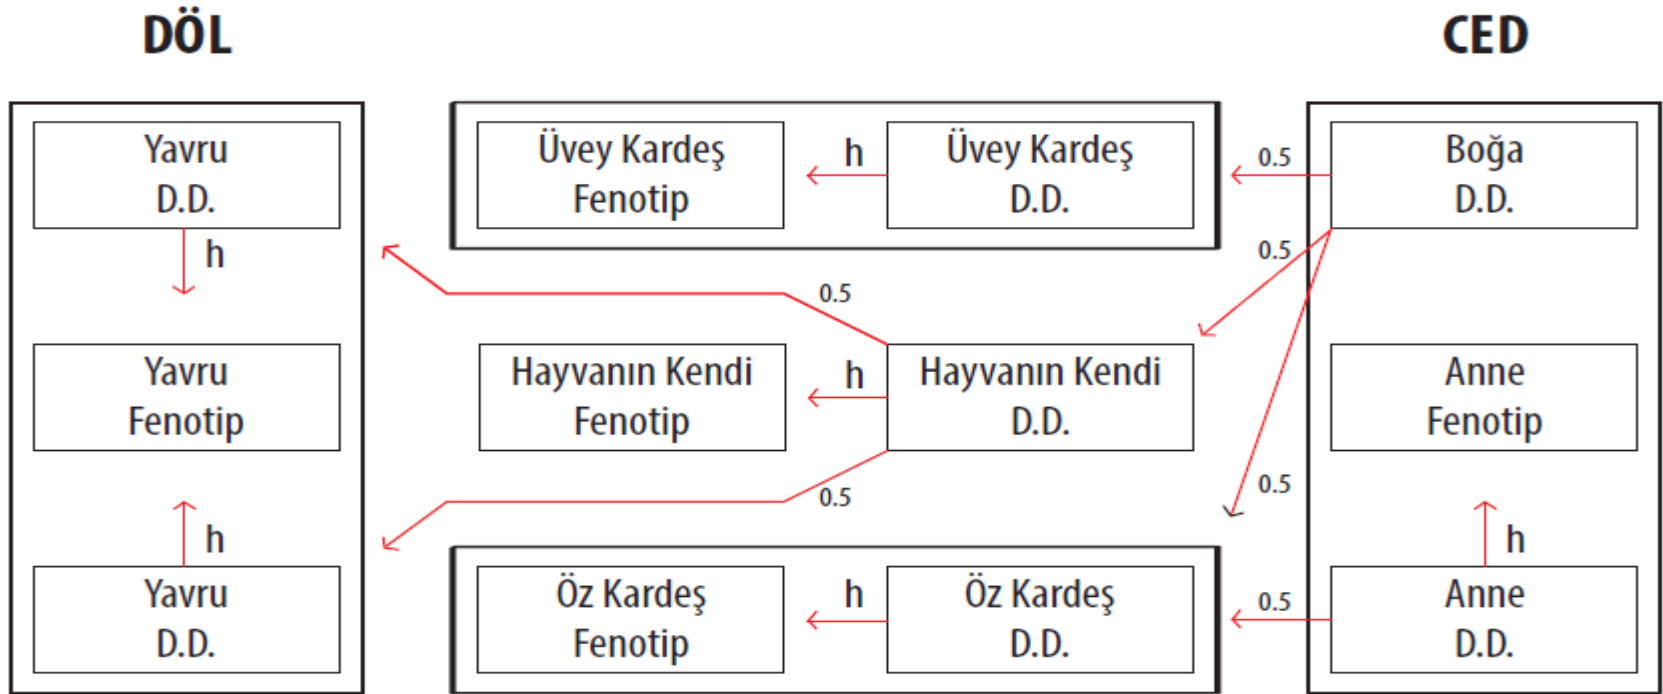 DÖL
CED
Yavru
D.D.
h
Yavru
Fenotip
h
Yavru
D.D.
Üvey Kardeş
Fenotip
h
Üvey Kardeş
D.D.
0.5
Boğa
D.D.
0.5
0.5
Hayvanın Kendi
Fenotip
h
Hayvanın Kendi
D.D.
Anne
Fenotip
0.5
0.5
Öz Kardeş
Fenotip
h
Öz Kardeş
D.D.
0.5
h
Anne
D.D.